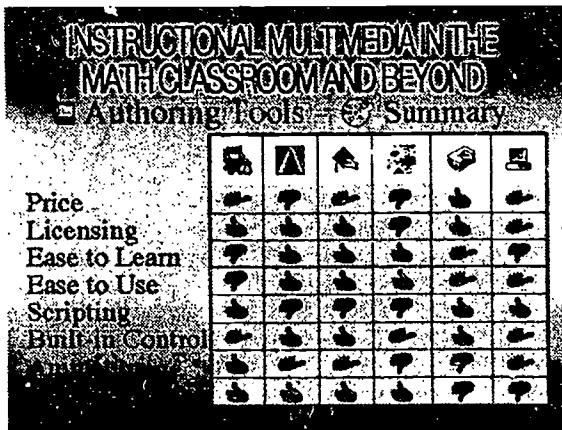 INSTRUCTIONAL MULTIMEDIA IN THE
MATH CLASSROOM AND BEYOND
Authoring Tools - Summary
Price
Licensing
Ease to Learn
Ease to Use
Scripting
Built-in Control